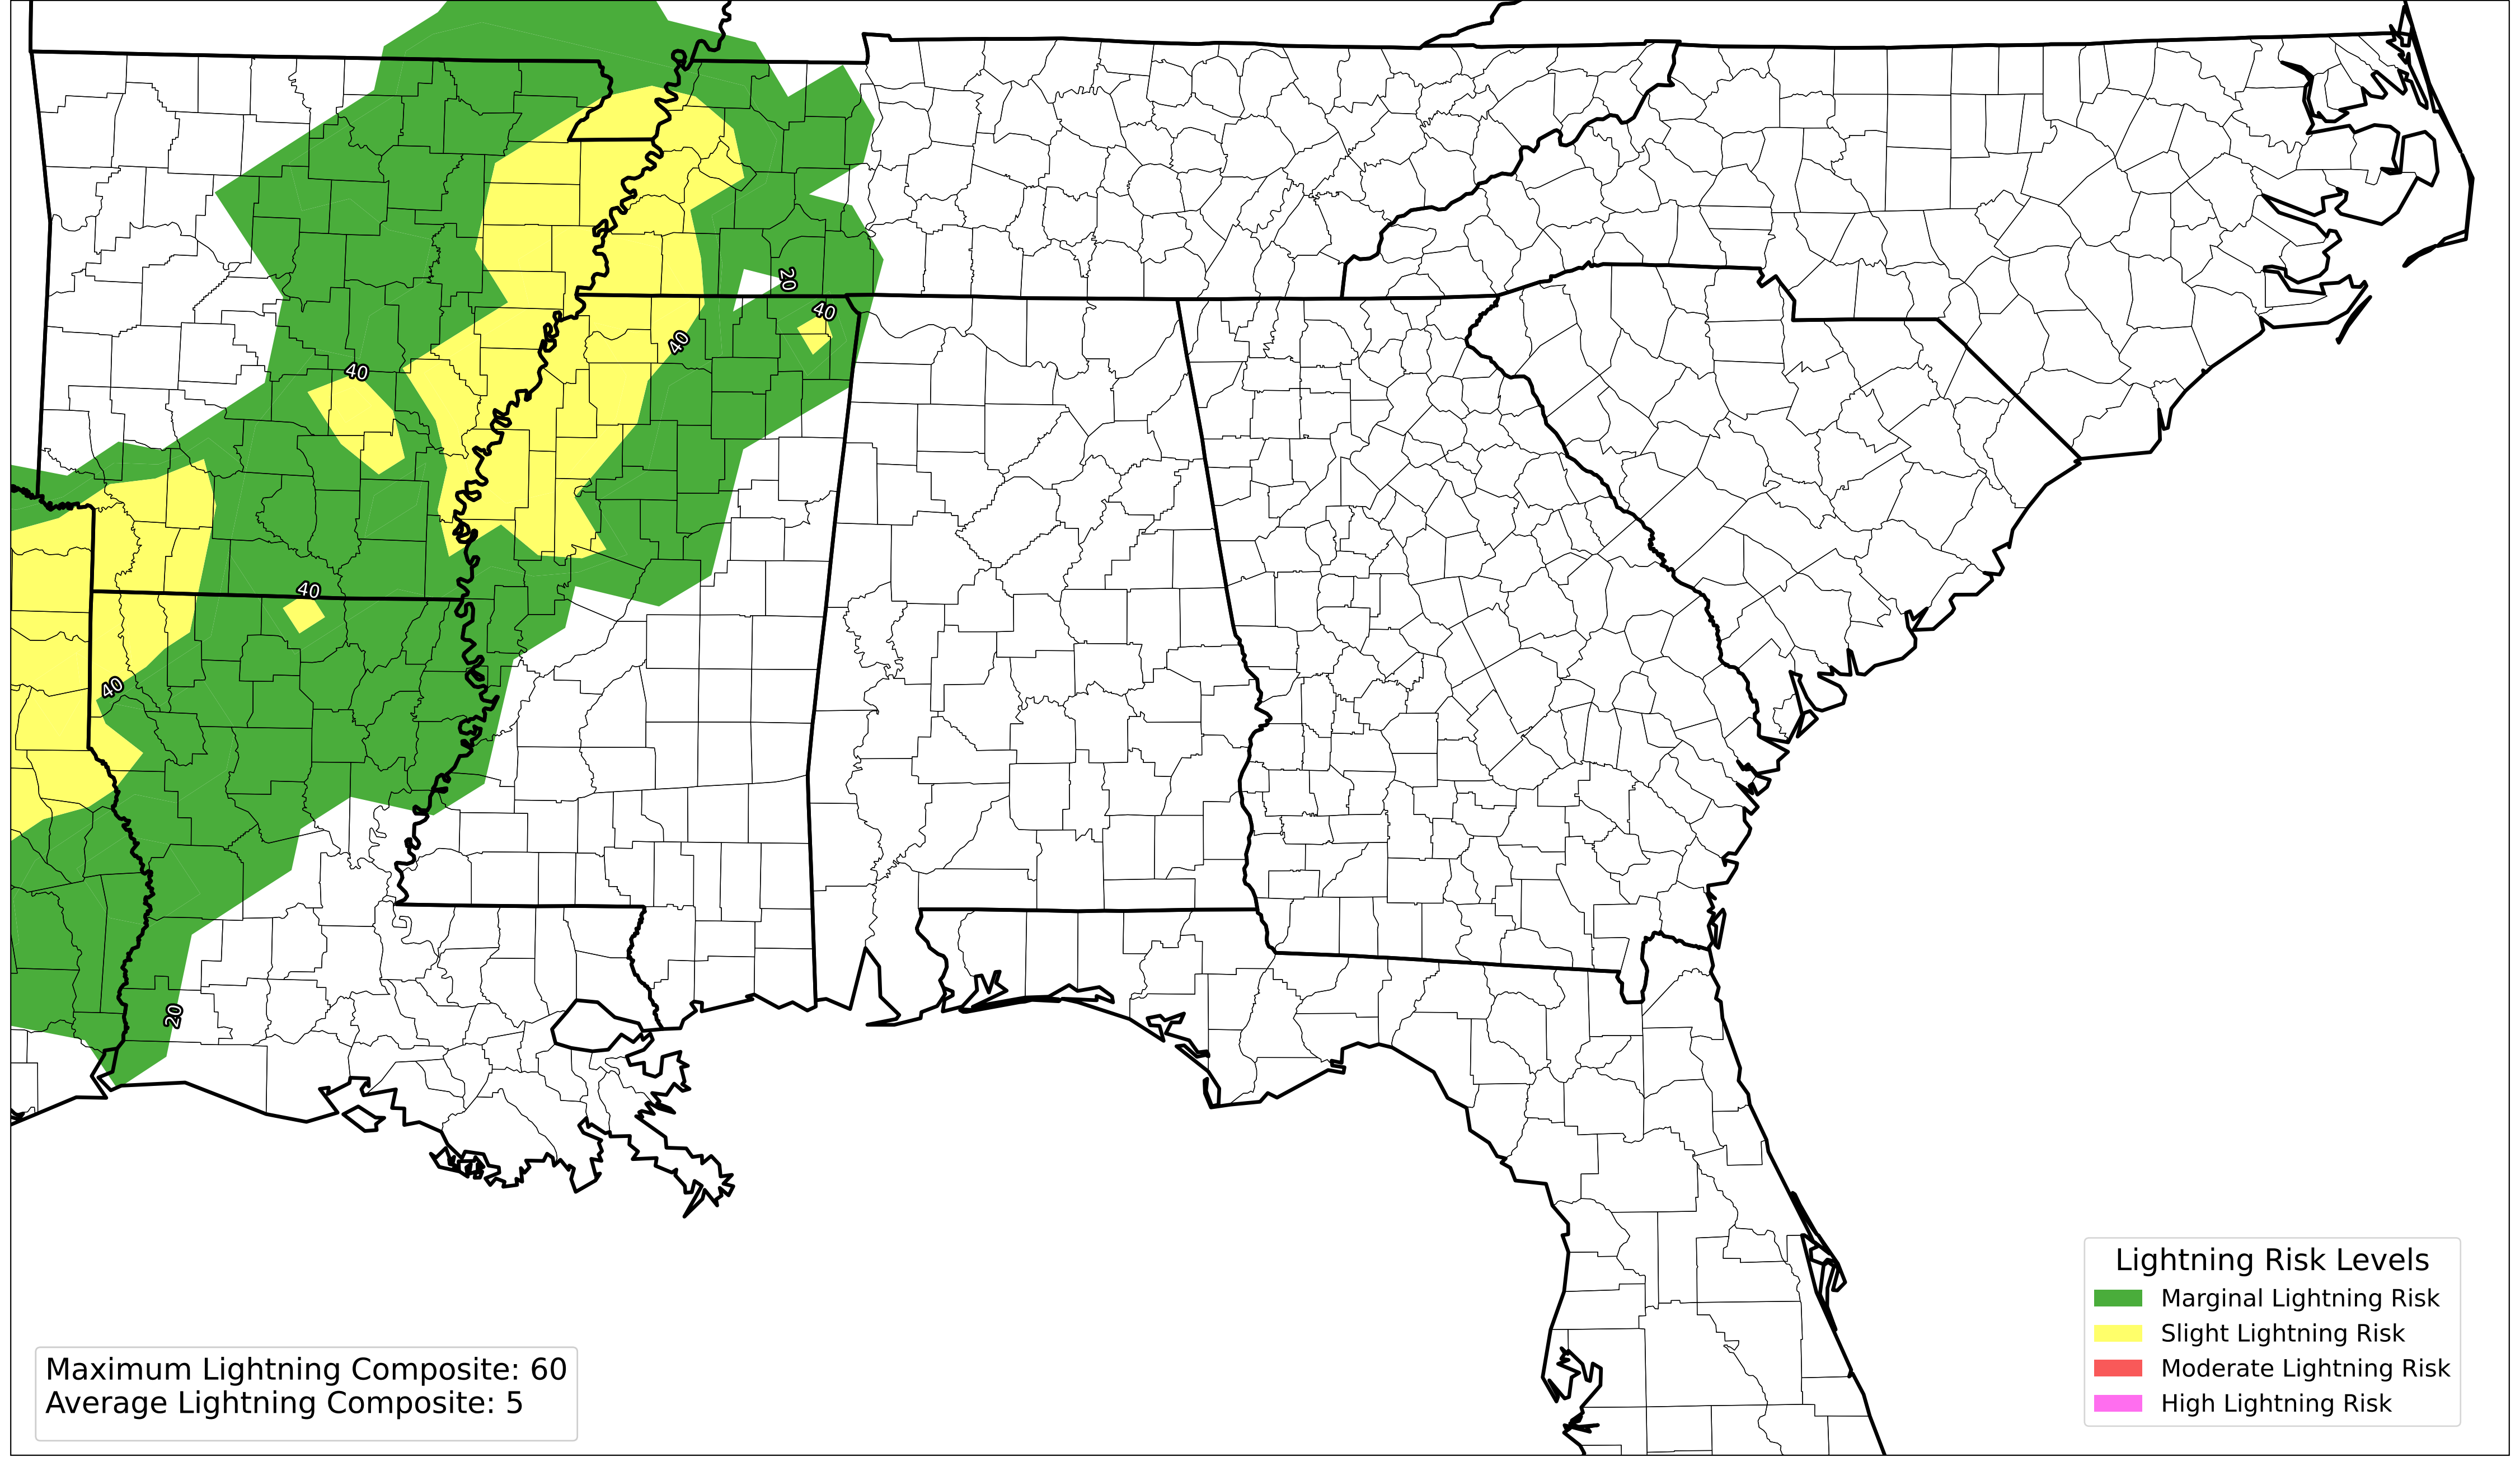 20
40
40
40
40
40
20
Lightning Risk Levels
Marginal Lightning Risk
Slight Lightning Risk
Moderate Lightning Risk
High Lightning Risk
Maximum Lightning Composite: 60
Average Lightning Composite: 5